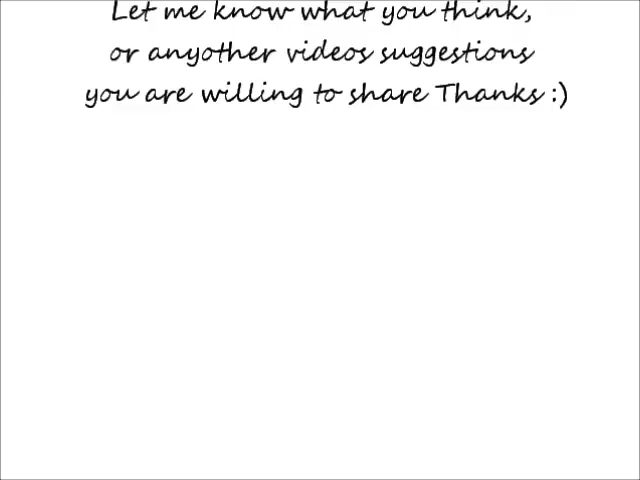 Let me know what you think,
or anyother videos suggestions
you are willing to share Thanks :)